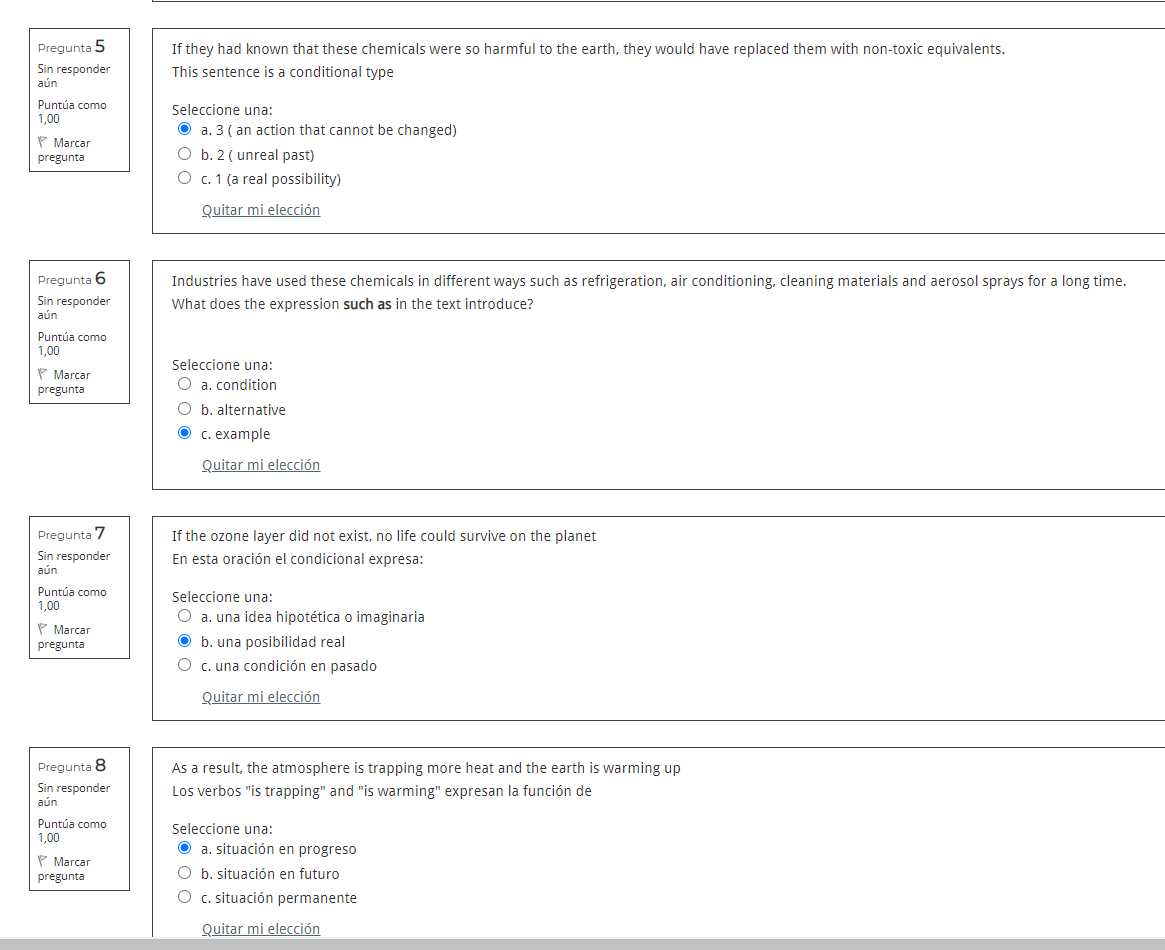 Pregunta 5
Sin responder
aún
Puntúa como
1,00
Marcar
pregunta
If they had known that these chemicals were so harmful to the earth, they would have replaced them with non-toxic equivalents.
This sentence is a conditional type
Seleccione una:
a. 3 ( an action that cannot be changed)
b. 2 ( unreal past)
c. 1 (a real possibility)
Quitar mi elección
Pregunta 6
Sin responder
aún
Puntúa como
1,00
Marcar
pregunta
Industries have used these chemicals in different ways such as refrigeration, air conditioning, cleaning materials and aerosol sprays for a long time.
What does the expression such as in the text introduce?
Seleccione una:
a. condition
b. alternative
c. example
Quitar mi elección
Pregunta 7
Sin responder
aún
Puntúa como
1,00
Marcar
pregunta
If the ozone layer did not exist, no life could survive on the planet
En esta oración el condicional expresa:
Seleccione una:
a. una idea hipotética o imaginaria
b. una posibilidad real
c. una condición en pasado
Quitar mi elección
Pregunta 8
Sin responder
aún
Puntúa como
1,00
Marcar
pregunta
As a result, the atmosphere is trapping more heat and the earth is warming up
Los verbos "is trapping" and "is warming" expresan la función de
Seleccione una:
a. situación en progreso
b. situación en futuro
c. situación permanente
Quitar mi elección